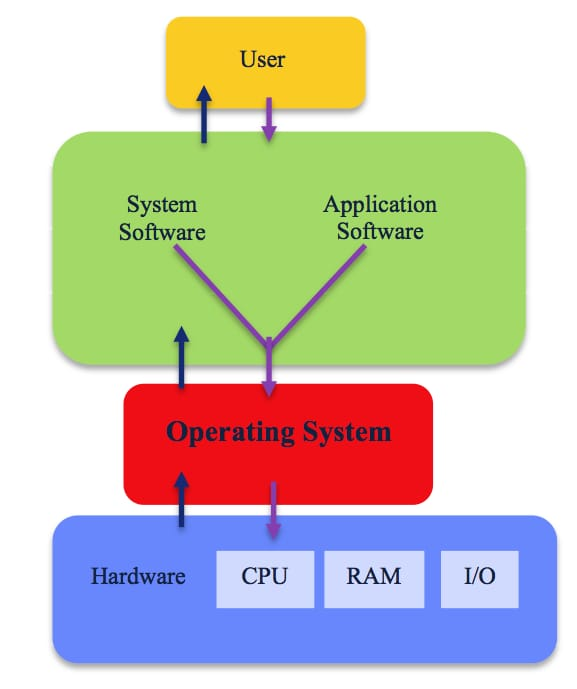 User
System
Software
Application
Software
Operating System
Hardware
CPU
RAM
I/O